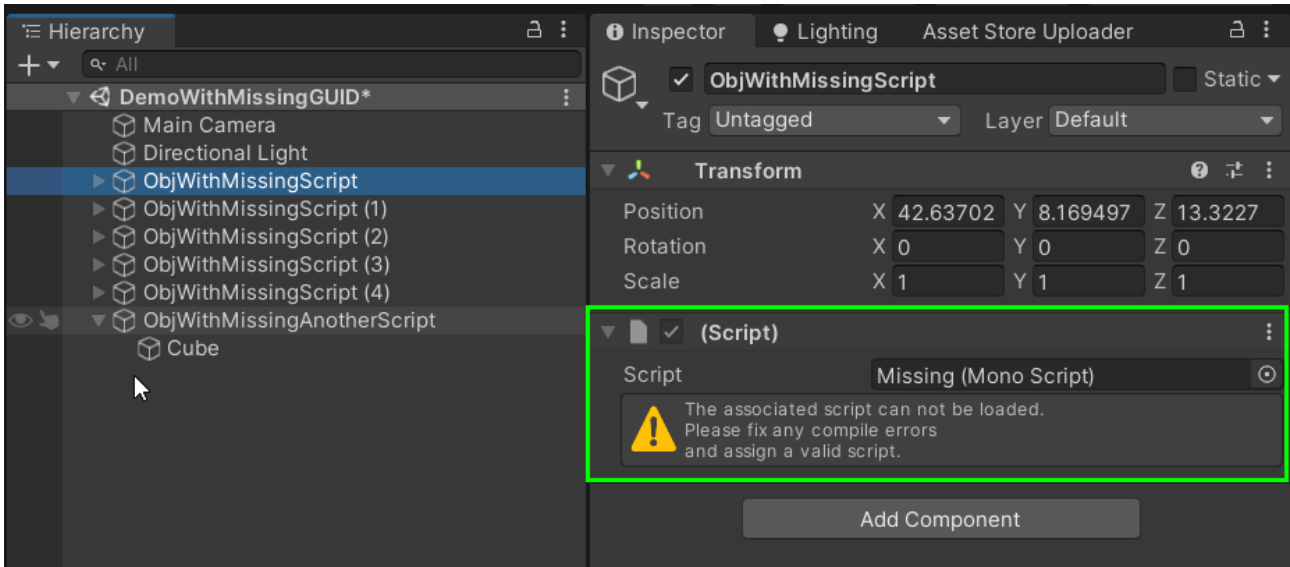 Hierarchy
All
DemoWithMissingGUID*
Main Camera
Directional Light
ObjWithMissingScript
ObjWithMissingScript (1)
ObjWithMissingScript (2)
ObjWithMissingScript (3)
ObjWithMissingScript (4)
ObjWithMissingAnotherScript
Cube
Inspector Lighting Asset Store Uploader
ObjWithMissingScript Static
Tag Untagged Layer Default
Transform
Position X 42.63702 Y 8.169497 Z 13.3227
Rotation X 0 Y 0 Z 0
Scale X 1 Y 1 Z 1
(Script)
Script Missing (Mono Script)
The associated script can not be loaded.
Please fix any compile errors
and assign a valid script.
Add Component